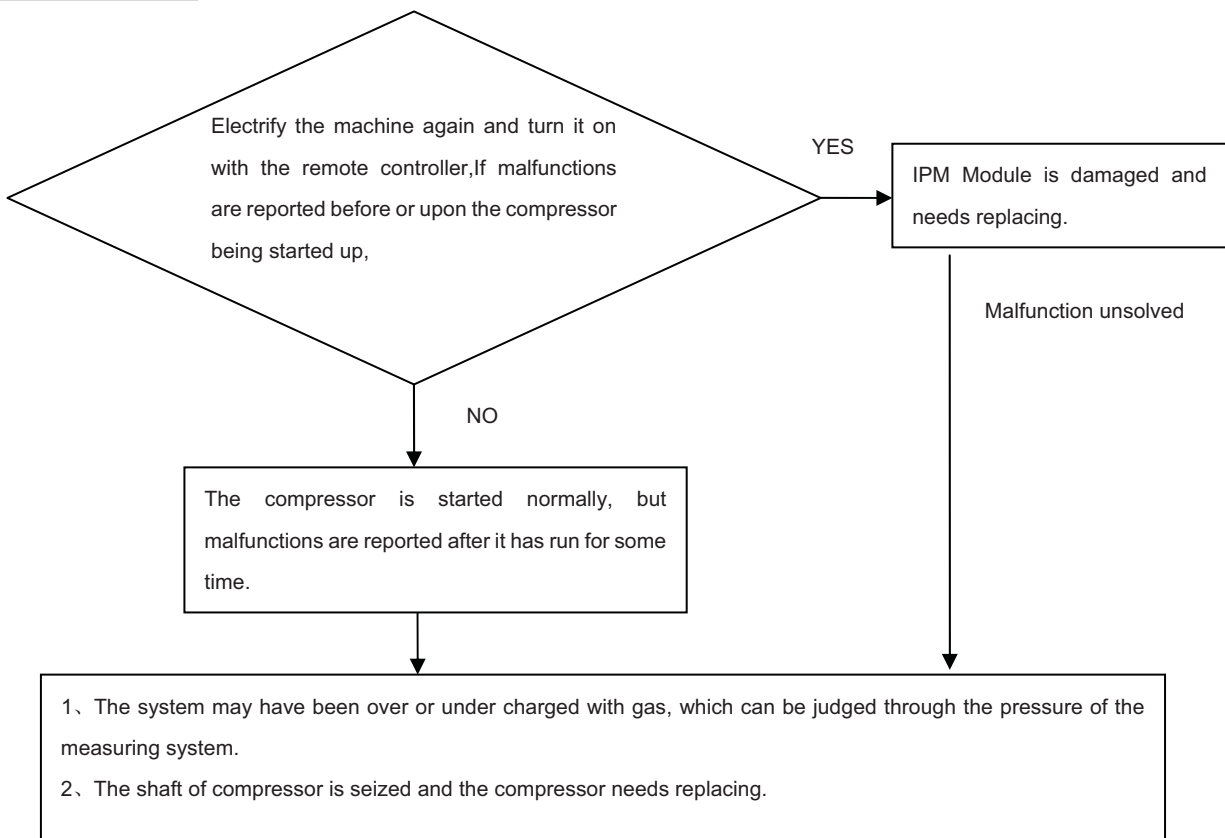 Electrify the machine again and turn it on
with the remote controller,If malfunctions
are reported before or upon the compressor
being started up,
YES
IPM Module is damaged and
needs replacing.
Malfunction unsolved
NO
The compressor is started normally, but
malfunctions are reported after it has run for some
time.
1、The system may have been over or under charged with gas, which can be judged through the pressure of the
measuring system.
2、The shaft of compressor is seized and the compressor needs replacing.